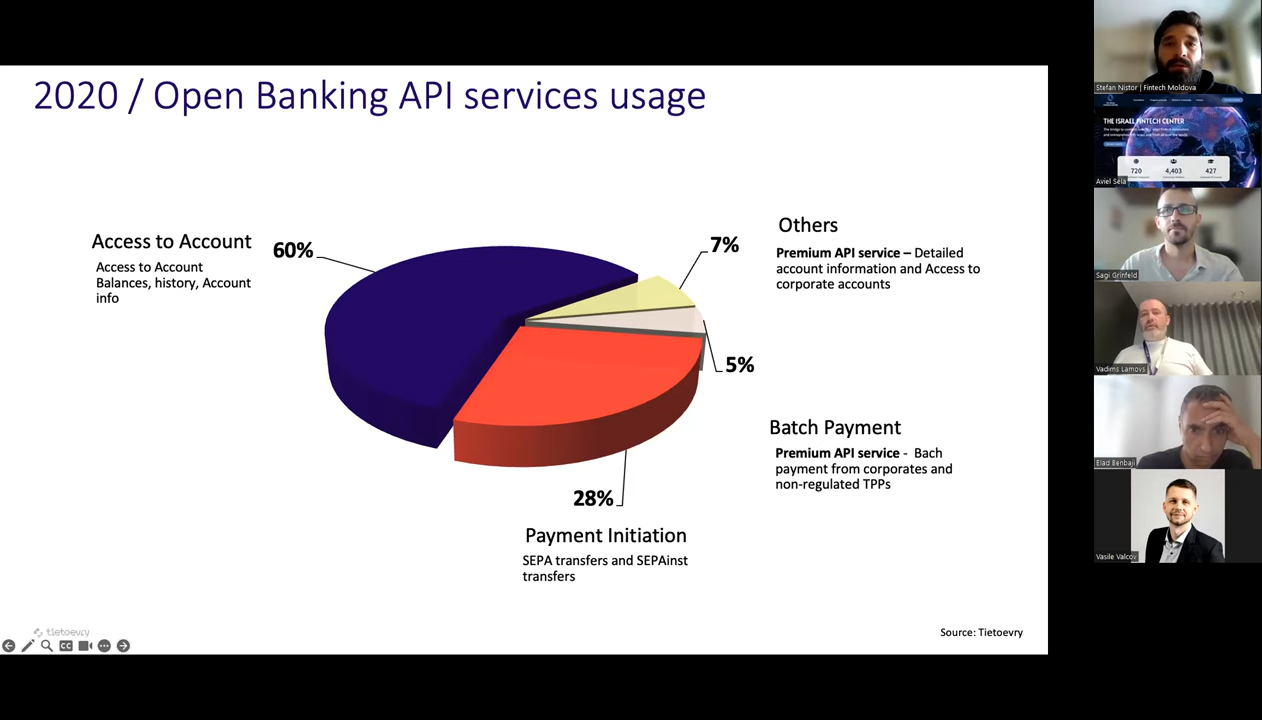 2020 / Open Banking API services usage
Access to Account
Access to Account
Balances, history, Account
info
60%
7%
Others
Premium API service – Detailed
account information and Access to
corporate accounts
5%
Batch Payment
Premium API service - Bach
payment from corporates and
non-regulated TPPs
28%
Payment Initiation
SEPA transfers and SEPAinst
transfers
tietoevry
CC
Source: Tietoevry
Stefan Nistor | Fintech Moldova
THE ISRAEL FINTECH CENTER
720
4,403
427
Aviel Sela
Sagi Grinfeld
Vadims Lamovs
Elad Benbaji
Vasile Valcov